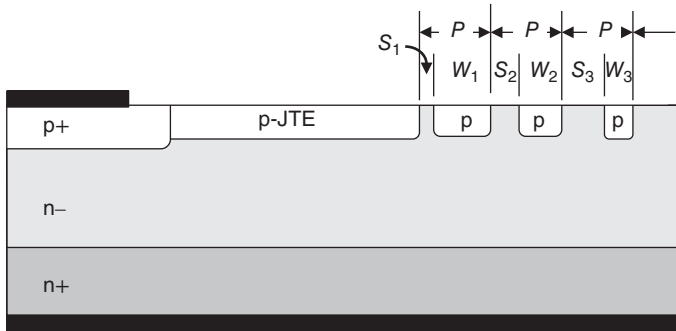 P P P
S1 W1 S2 W2 S3 W3
p+ p-JTE p p p
n−
n+